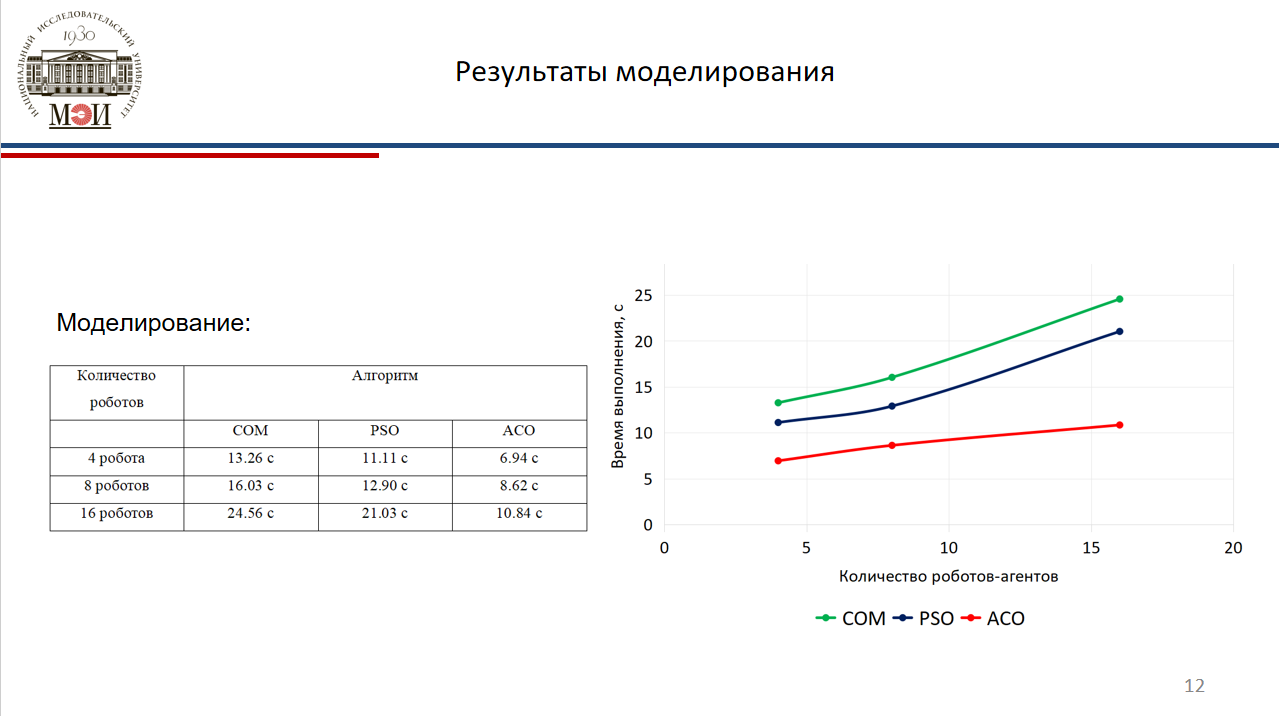 НАЦИОНАЛЬНЫЙ ИССЛЕДОВАТЕЛЬСКИЙ УНИВЕРСИТЕТ
1930
МЭИ
Результаты моделирования
Моделирование:
Количество роботов Алгоритм
COM PSO ACO
4 робота 13.26 с 11.11 с 6.94 с
8 роботов 16.03 с 12.90 с 8.62 с
16 роботов 24.56 с 21.03 с 10.84 с
Время выполнения, с
25
20
15
10
5
0
0 5 10 15 20
Количество роботов-агентов
COM PSO ACO
12